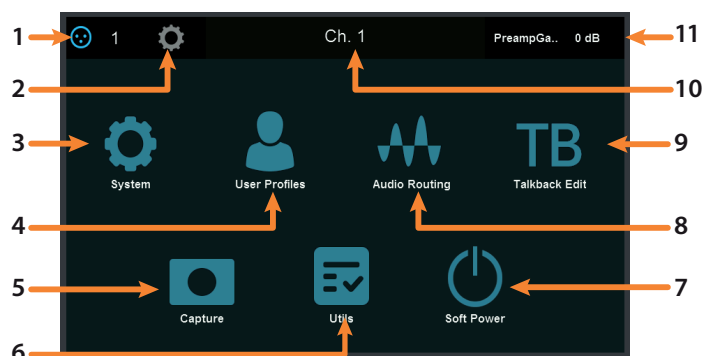 1 1 Ch. 1 PreampGa.. 0 dB 11
2 10
3 TB 9
System User Profiles Audio Routing Talkback Edit
4 8
5 7
Capture Utils Soft Power
6